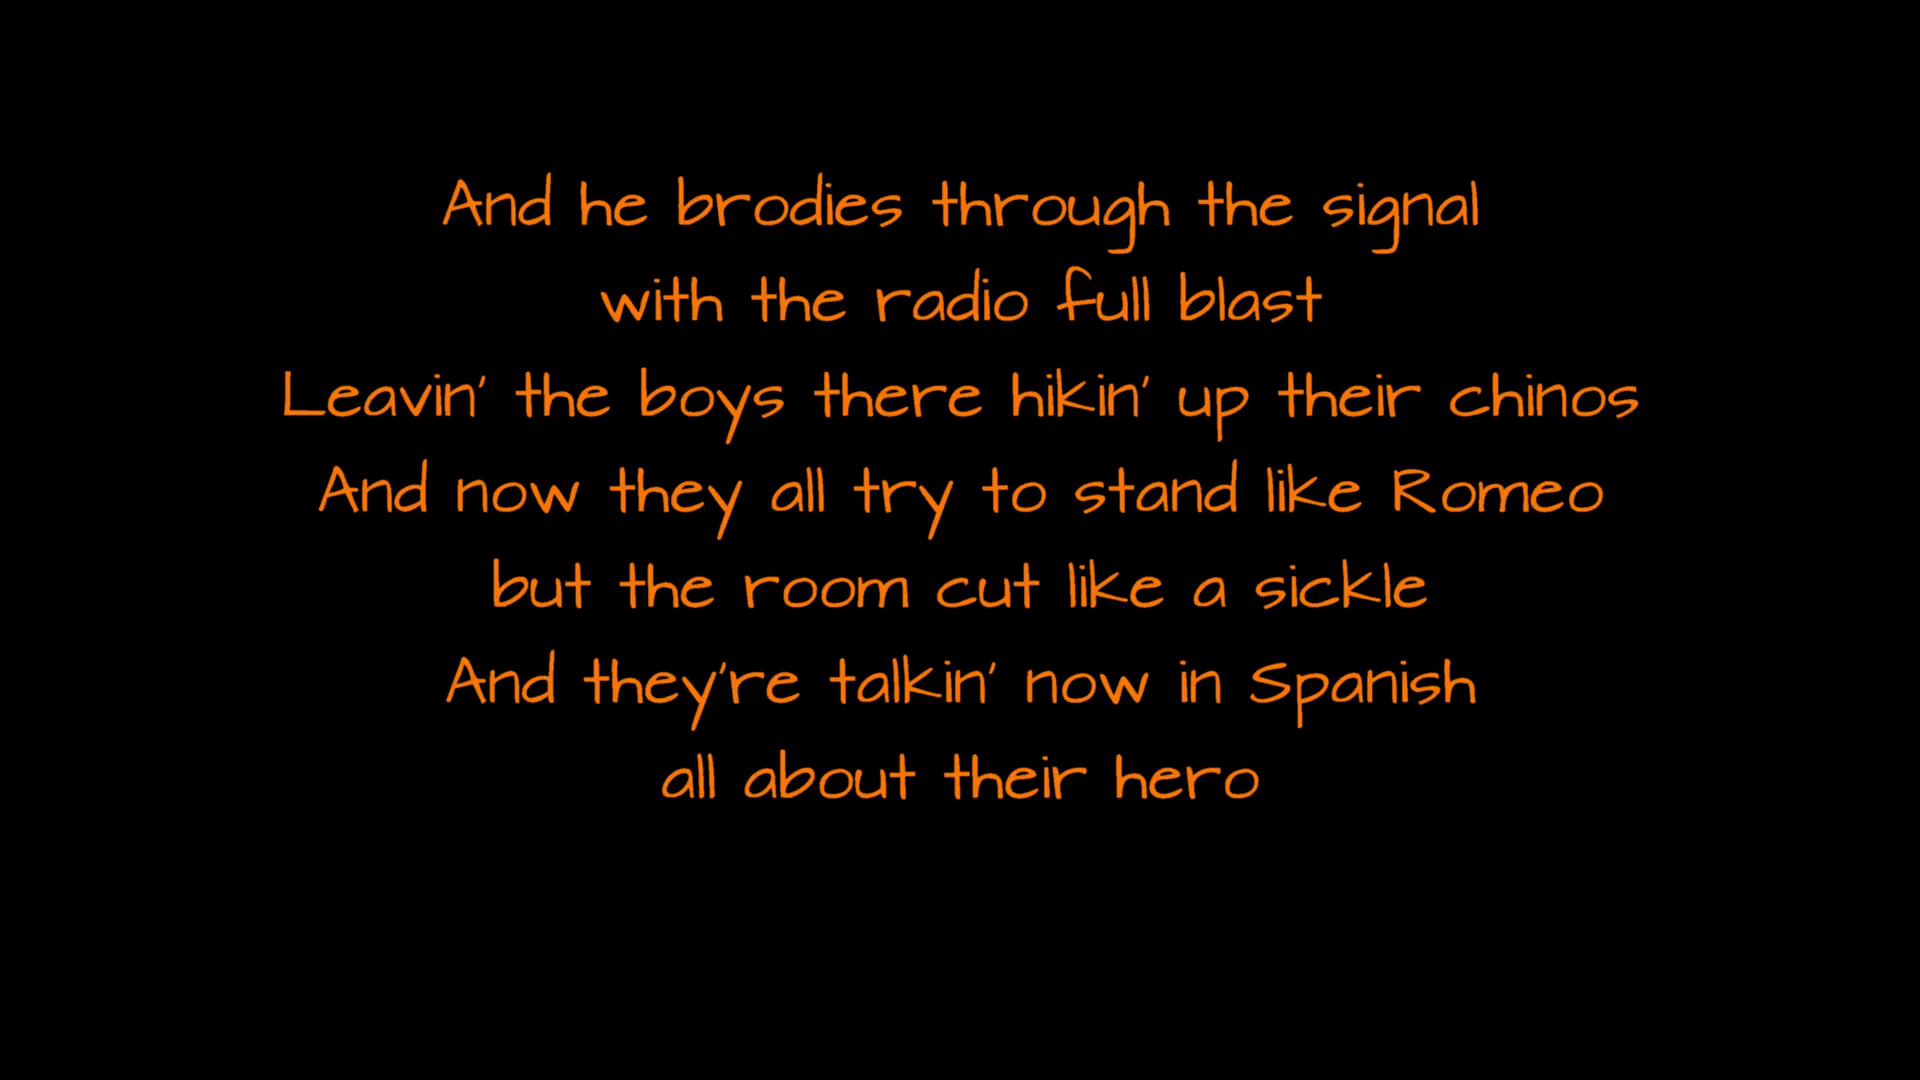 And he brodies through the signal
with the radio full blast
Leavin' the boys there hikin' up their chinos
And now they all try to stand like Romeo
but the room cut like a sickle
And they're talkin' now in Spanish
all about their hero